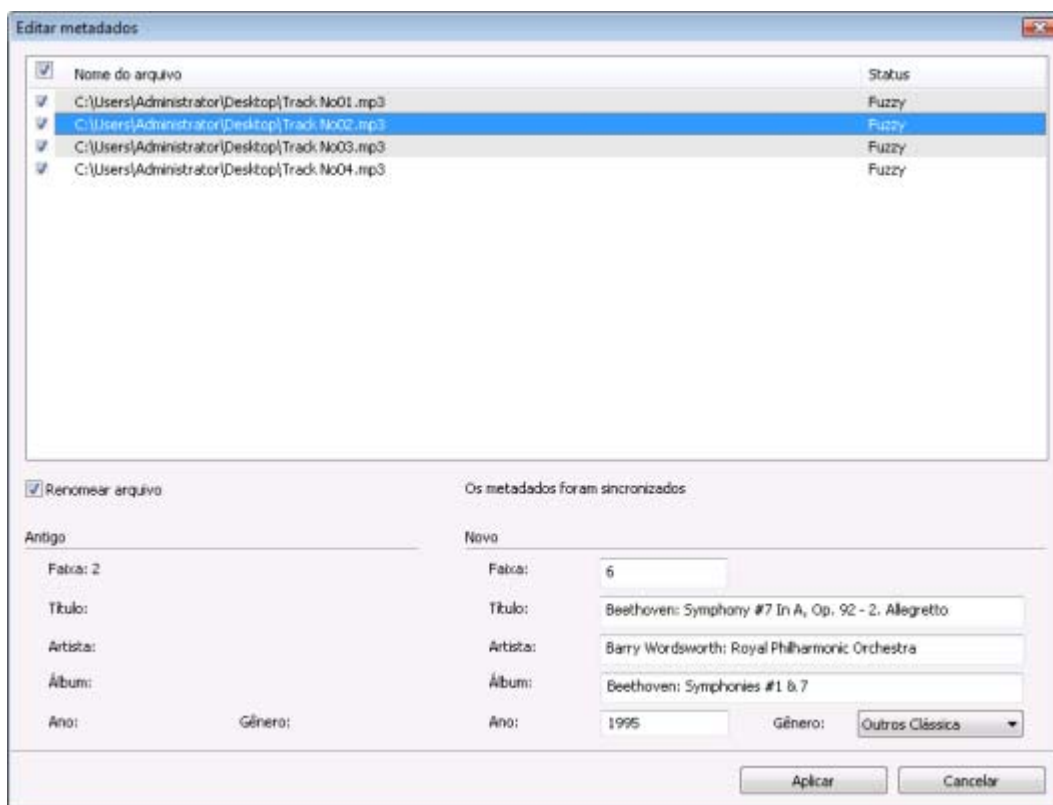 Editar metadados
Nome do arquivo Status
C:\Users\Administrator\Desktop\Track No01.mp3 Fuzzy
C:\Users\Administrator\Desktop\Track No02.mp3 Fuzzy
C:\Users\Administrator\Desktop\Track No03.mp3 Fuzzy
C:\Users\Administrator\Desktop\Track No04.mp3 Fuzzy
Renomear arquivo Os metadados foram sincronizados
Antigo Novo
Faixa: 2 Faixa: 6
Título: Título: Beethoven: Symphony #7 In A, Op. 92 - 2. Allegretto
Artista: Artista: Barry Wordsworth: Royal Philharmonic Orchestra
Álbum: Álbum: Beethoven: Symphonies #1 & 7
Ano: Gênero: Ano: 1995 Gênero: Outros Clássica
Aplicar Cancelar